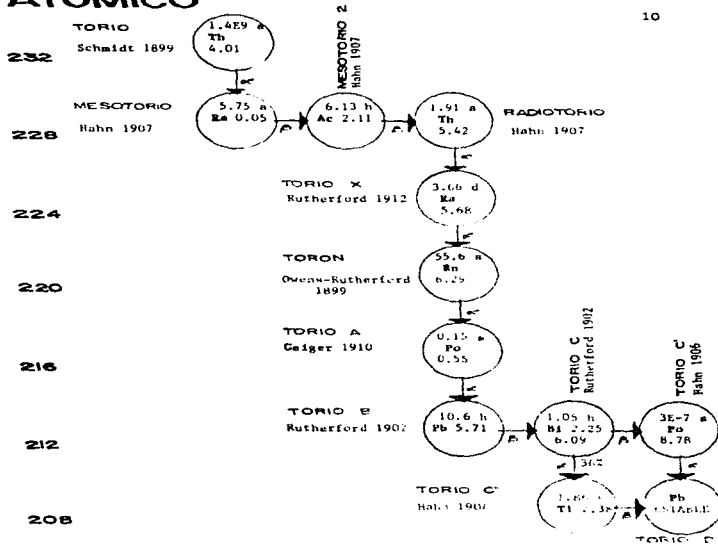 ATOMICO
10
TORIO
Schmidt 1899
232
1.4E9 a
Th
4.01
α
MESOTORIO 2
Hahn 1907
MESOTORIO
Hahn 1907
228
5.75 a
Ra 0.05
β
6.13 h
Ac 2.11
β
1.91 a
Th
5.42
RADIOTORIO
Hahn 1907
α
TORIO X
Rutherford 1912
224
3.66 d
Ra
5.68
α
TORON
Owens-Rutherford
1899
220
55.6 s
Rn
6.29
α
TORIO A
Geiger 1910
216
0.15 s
Po
0.55
α
TORIO C
Rutherford 1902
TORIO C'
Hahn 1906
TORIO B
Rutherford 1902
212
10.6 h
Pb 5.71
β
1.05 h
Bi 2.25
6.09
β
3E-7 s
Po
8.78
α
36%
α
TORIO C"
Hahn
208
Tl
β
Pb
ESTABLE
TORIO D